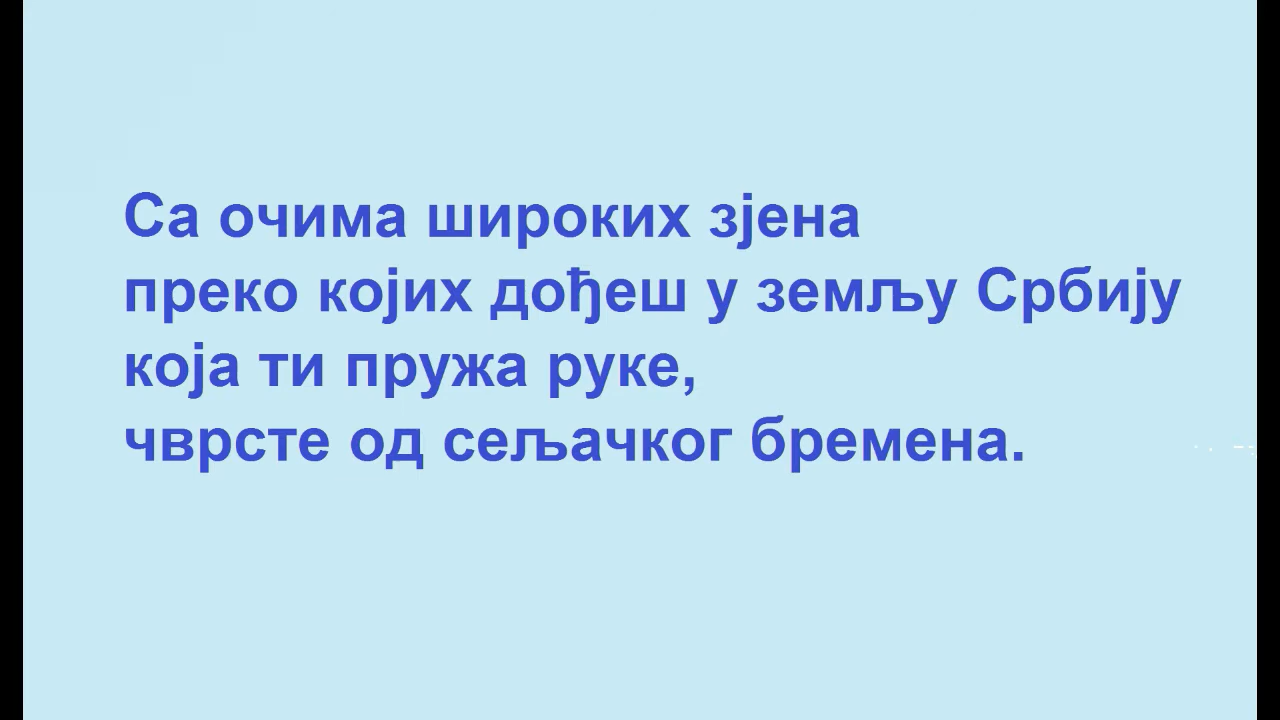 Са очима широких зјена
преко којих дођеш у земљу Србију
која ти пружа руке,
чврсте од сељачког бремена.